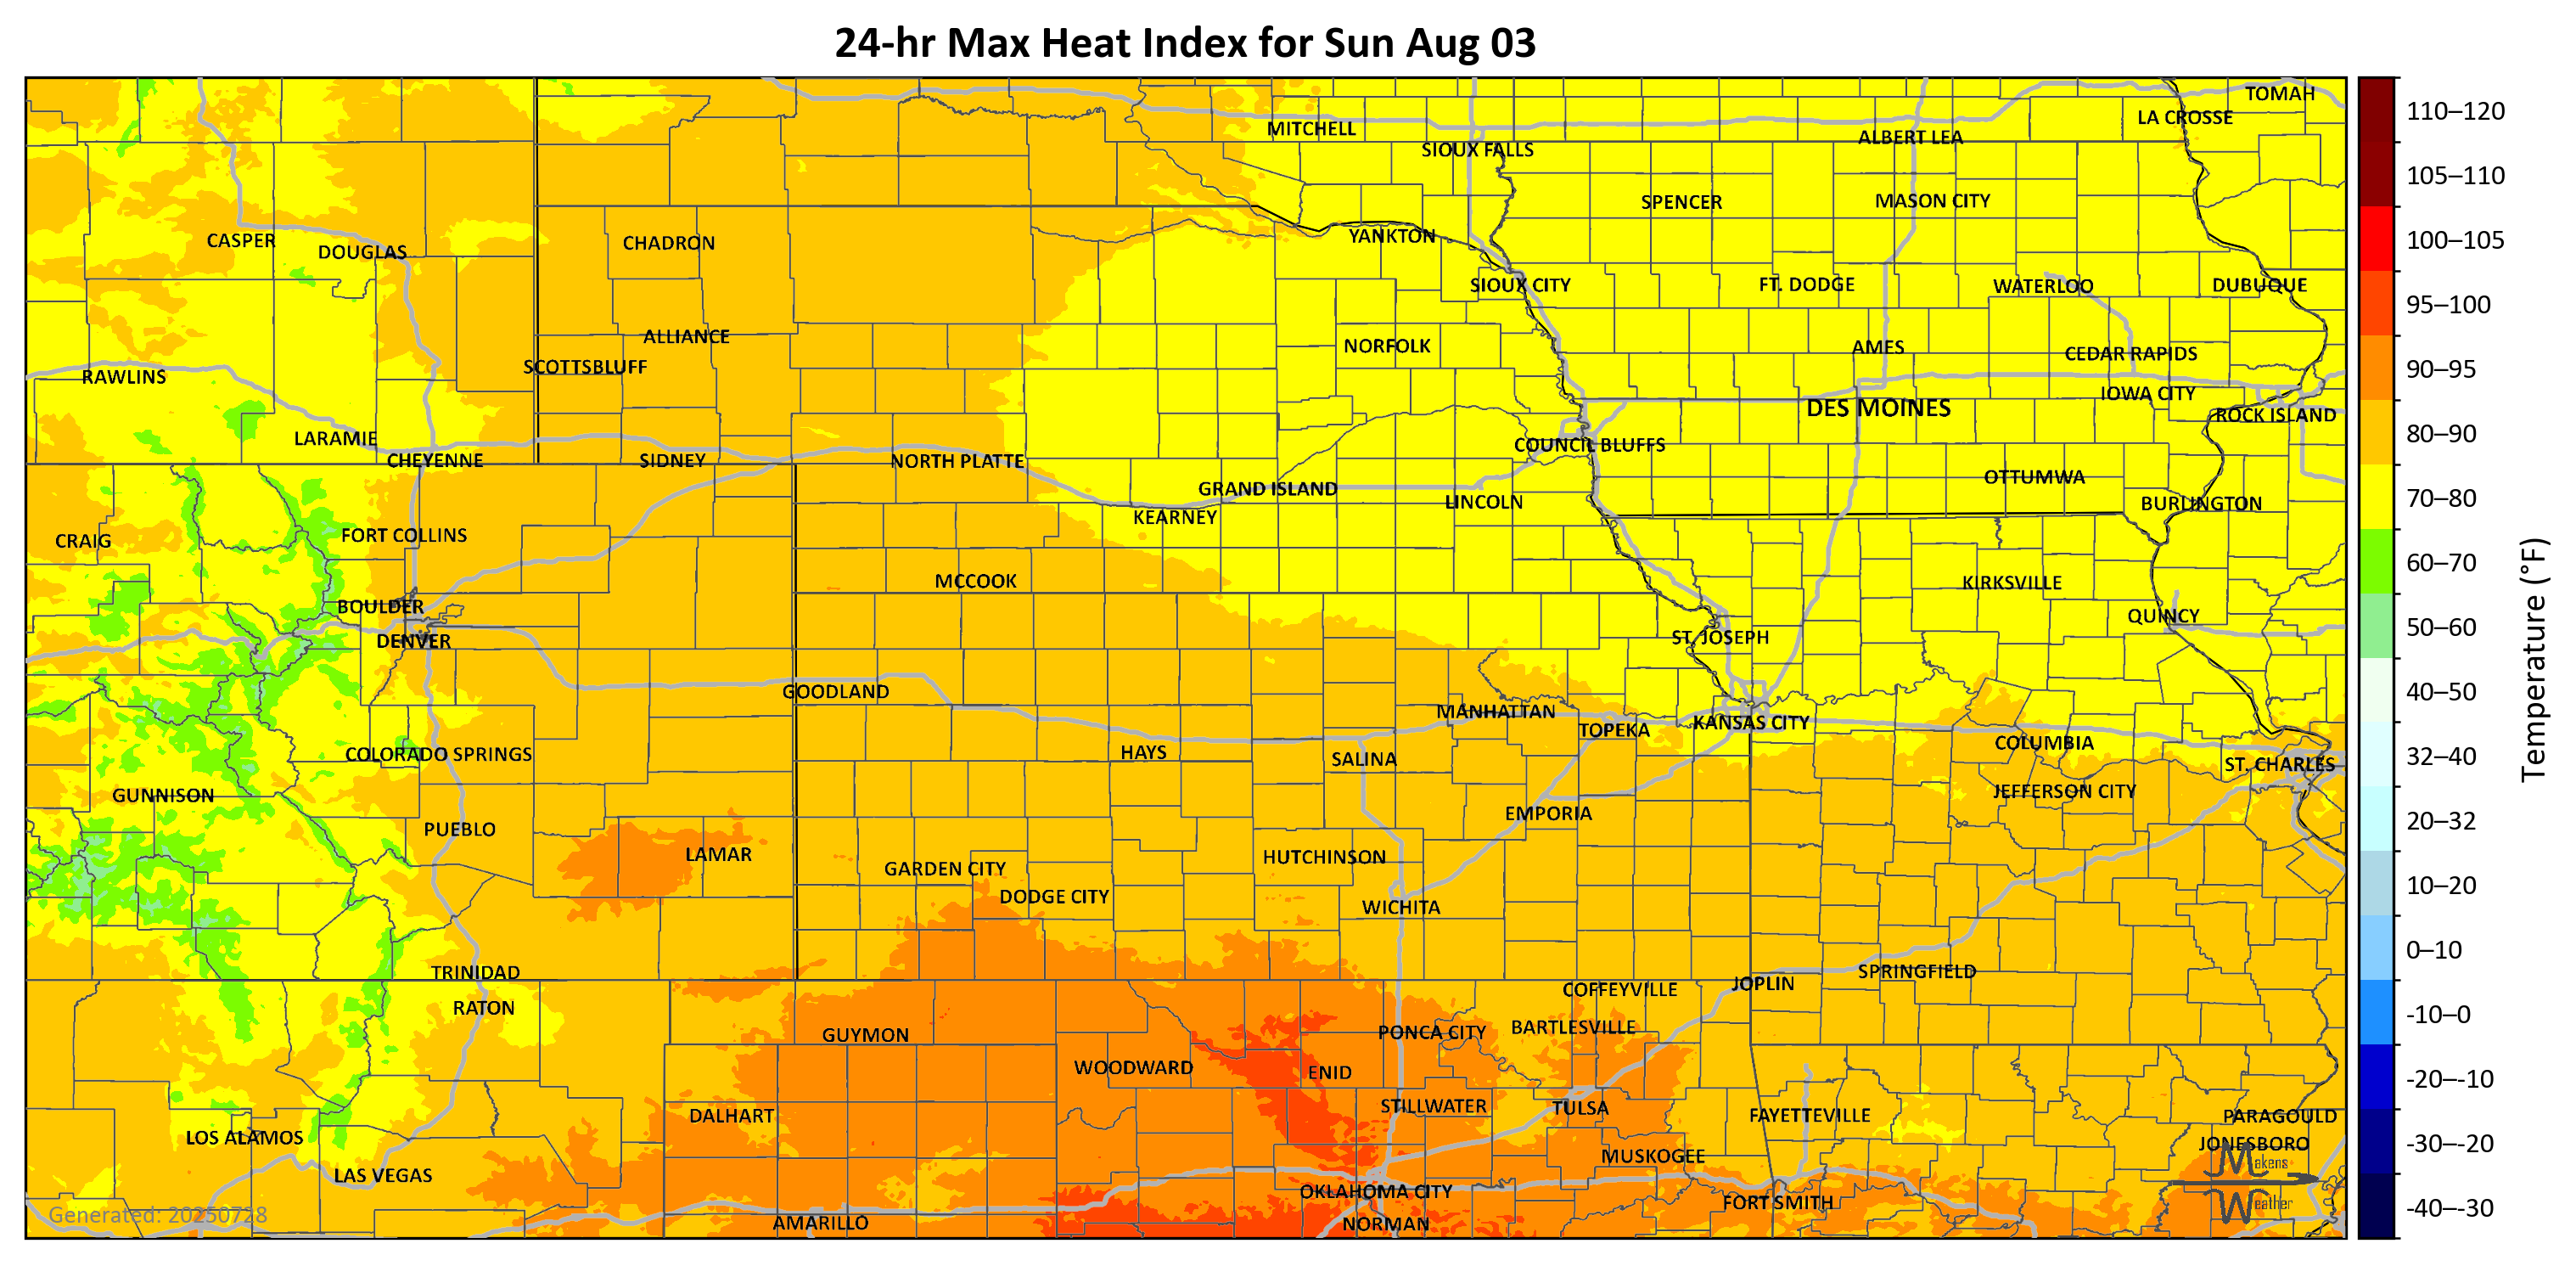 24-hr Max Heat Index for Sun Aug 03
TOMAH
LA CROSSE
MITCHELL
ALBERT LEA
SIOUX FALLS
SPENCER
MASON CITY
CASPER
DOUGLAS
CHADRON
YANKTON
SIOUX CITY
FT. DODGE
WATERLOO
DUBUQUE
ALLIANCE
NORFOLK
AMES
CEDAR RAPIDS
SCOTTSBLUFF
RAWLINS
IOWA CITY
DES MOINES
ROCK ISLAND
LARAMIE
COUNCIL BLUFFS
CHEYENNE
SIDNEY
NORTH PLATTE
OTTUMWA
GRAND ISLAND
LINCOLN
BURLINGTON
KEARNEY
CRAIG
FORT COLLINS
MCCOOK
KIRKSVILLE
BOULDER
QUINCY
DENVER
ST. JOSEPH
GOODLAND
MANHATTAN
KANSAS CITY
TOPEKA
COLUMBIA
COLORADO SPRINGS
HAYS
SALINA
ST. CHARLES
GUNNISON
JEFFERSON CITY
EMPORIA
PUEBLO
LAMAR
HUTCHINSON
GARDEN CITY
DODGE CITY
WICHITA
TRINIDAD
SPRINGFIELD
JOPLIN
COFFEYVILLE
RATON
BARTLESVILLE
PONCA CITY
GUYMON
WOODWARD
ENID
STILLWATER
TULSA
DALHART
FAYETTEVILLE
PARAGOULD
LOS ALAMOS
JONESBORO
MUSKOGEE
LAS VEGAS
OKLAHOMA CITY
FORT SMITH
AMARILLO
NORMAN
Makens
Weather
Generated: 20250728
110–120
105–110
100–105
95–100
90–95
80–90
70–80
60–70
50–60
40–50
32–40
20–32
10–20
0–10
-10–0
-20–-10
-30–-20
-40–-30
Temperature (°F)